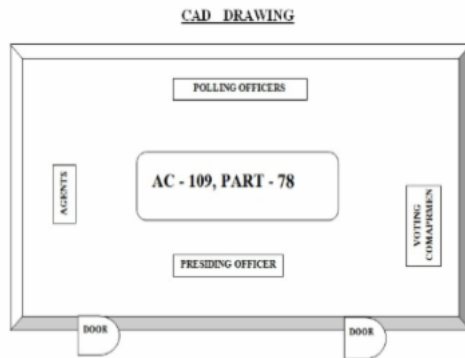 CAD DRAWING
POLLING OFFICERS
AGENTS
AC - 109, PART - 78
VOTING
COMAPRMEN
PRESIDING OFFICER
DOOR
DOOR